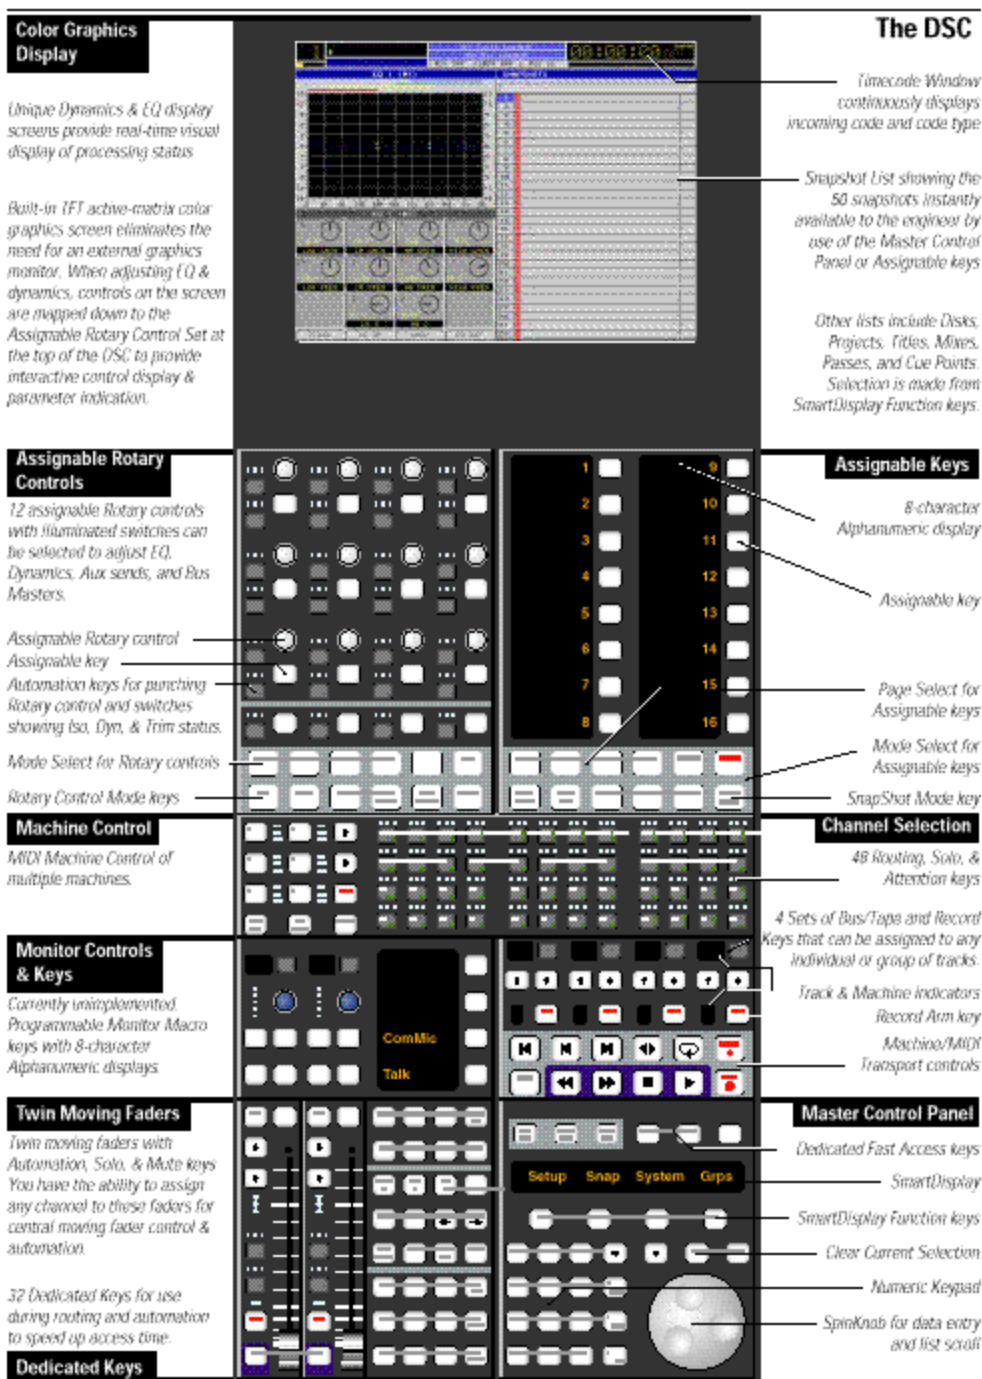 Color Graphics
Display
Unique Dynamics & EQ display
screens provide real-time visual
display of processing status
Built-in TFT active-matrix color
graphics screen eliminates the
need for an external graphics
monitor. When adjusting EQ &
dynamics, controls on the screen
are mapped down to the
Assignable Rotary Control Set at
the top of the DSC to provide
interactive control display &
parameter indication.
The DSC
Timecode Window
continuously displays
incoming code and code type
Snapshot List showing the
50 snapshots instantly
available to the engineer by
use of the Master Control
Panel or Assignable keys
Other lists include Disks,
Projects, Titles, Mixes,
Passes, and Cue Points.
Selection is made from
SmartDisplay Function keys.
00:00:00
SNAPSHOTS
Assignable Rotary
Controls
12 assignable Rotary controls
with illuminated switches can
be selected to adjust EQ,
Dynamics, Aux sends, and Bus
Masters.
Assignable Rotary control
Assignable key
Automation keys for punching
Rotary control and switches
showing Iso, Dyn, & Trim status.
Mode Select for Rotary controls
Rotary Control Mode keys
1 9
2 10
3 11
4 12
5 13
6 14
7 15
8 16
Assignable Keys
8-character
Alphanumeric display
Assignable key
Page Select for
Assignable keys
Mode Select for
Assignable keys
SnapShot Mode key
Machine Control
MIDI Machine Control of
multiple machines.
Channel Selection
48 Routing, Solo, &
Attention keys
4 Sets of Bus/Tape and Record
Keys that can be assigned to any
individual or group of tracks.
Track & Machine indicators
Record Arm key
Machine/MIDI
Transport controls
Monitor Controls
& Keys
Currently unimplemented.
Programmable Monitor Macro
keys with 8-character
Alphanumeric displays.
ComMic
Talk
Twin Moving Faders
Twin moving faders with
Automation, Solo, & Mute keys
You have the ability to assign
any channel to these faders for
central moving fader control &
automation.
32 Dedicated Keys for use
during routing and automation
to speed up access time.
Dedicated Keys
Setup Snap System Grps
Master Control Panel
Dedicated Fast Access keys
SmartDisplay
SmartDisplay Function keys
Clear Current Selection
Numeric Keypad
SpinKnob for data entry
and list scroll